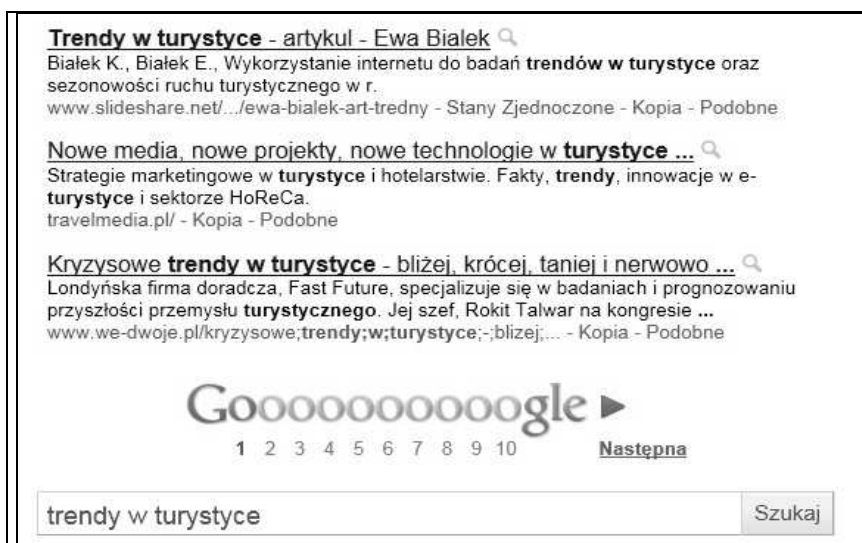 Trendy w turystyce - artykul - Ewa Bialek
Białek K., Białek E., Wykorzystanie internetu do badań trendów w turystyce oraz
sezonowości ruchu turystycznego w r.
www.slideshare.net/.../ewa-bialek-art-tredny - Stany Zjednoczone - Kopia - Podobne
Nowe media, nowe projekty, nowe technologie w turystyce ...
Strategie marketingowe w turystyce i hotelarstwie. Fakty, trendy, innowacje w e-
turystyce i sektorze HoReCa.
travelmedia.pl/ - Kopia - Podobne
Kryzysowe trendy w turystyce - bliżej, krócej, taniej i nerwowo ...
Londyńska firma doradcza, Fast Future, specjalizuje się w badaniach i prognozowaniu
przyszłości przemysłu turystycznego. Jej szef, Rokit Talwar na kongresie ...
www.we-dwoje.pl/kryzysowe;trendy;w;turystyce;-;blizej;... - Kopia - Podobne
Goooooooooogle
1 2 3 4 5 6 7 8 9 10 Następna
trendy w turystyce Szukaj